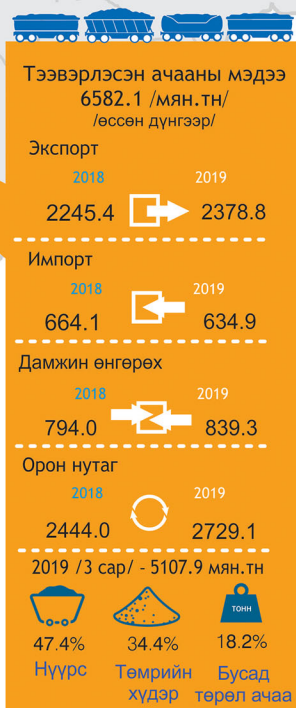 Тээвэрлэсэн ачааны мэдээ
6582.1 /мян.тн/
/өссөн дүнгээр/
Экспорт
2018 2019
2245.4 2378.8
Импорт
2018 2019
664.1 634.9
Дамжин өнгөрөх
2018 2019
794.0 839.3
Орон нутаг
2018 2019
2444.0 2729.1
2019 /3 сар/ - 5107.9 мян.тн
ТОНН
47.4% 34.4% 18.2%
Нүүрс Төмрийн Бусад
хүдэр төрөл ачаа